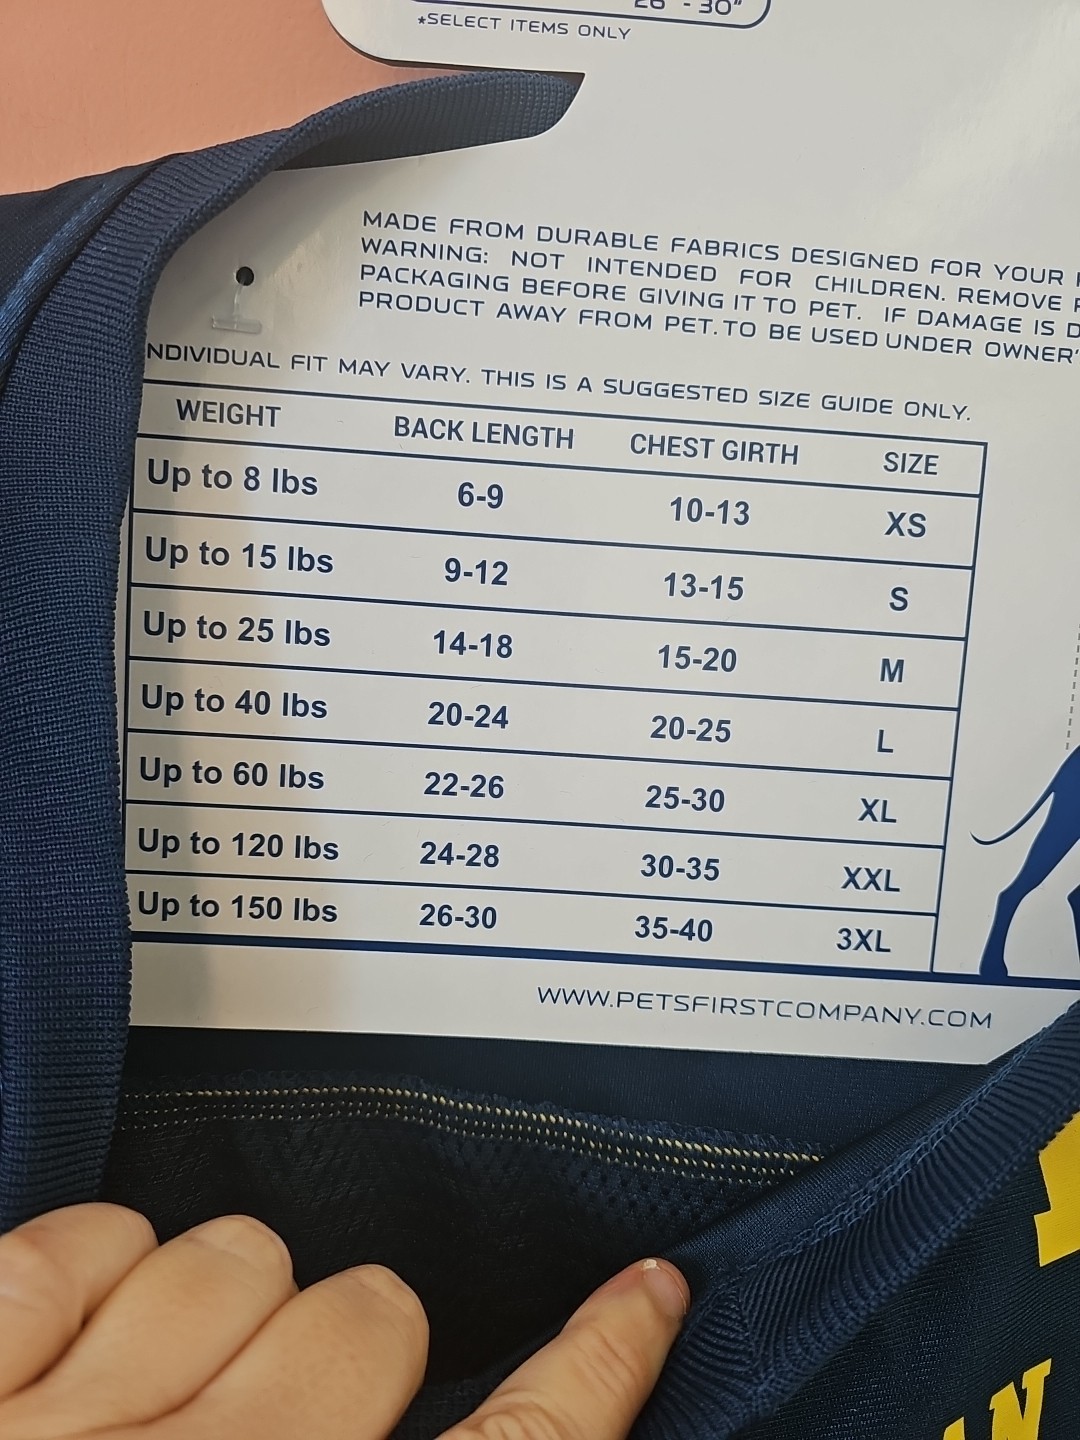 - 30"
*SELECT ITEMS ONLY
MADE FROM DURABLE FABRICS DESIGNED FOR YOUR
WARNING: NOT INTENDED FOR CHILDREN. REMOVE
PACKAGING BEFORE GIVING IT TO PET. IF DAMAGE IS
PRODUCT AWAY FROM PET. TO BE USED UNDER OWNER'
NDIVIDUAL FIT MAY VARY. THIS IS A SUGGESTED SIZE GUIDE ONLY.
WEIGHT BACK LENGTH CHEST GIRTH SIZE
Up to 8 lbs 6-9 10-13 XS
Up to 15 lbs 9-12 13-15 S
Up to 25 lbs 14-18 15-20 M
Up to 40 lbs 20-24 20-25 L
Up to 60 lbs 22-26 25-30 XL
Up to 120 lbs 24-28 30-35 XXL
Up to 150 lbs 26-30 35-40 3XL
WWW.PETSFIRSTCOMPANY.COM
AN